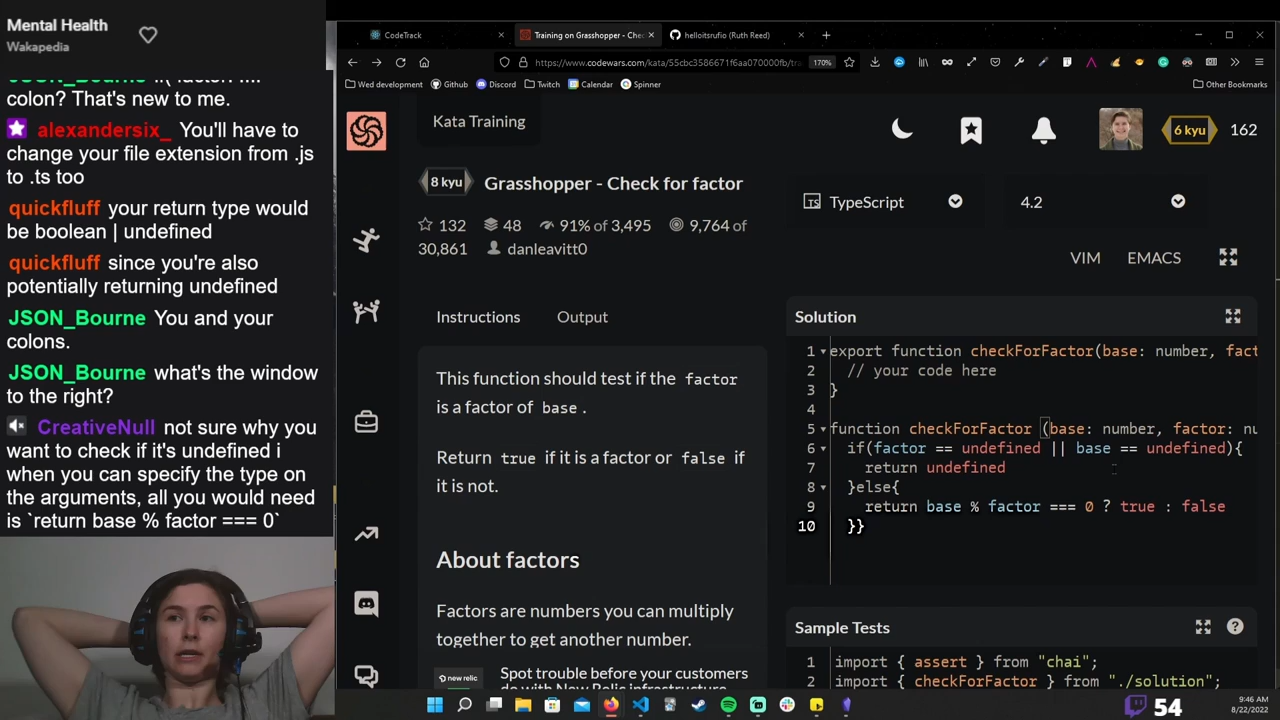 Mental Health
Wakapedia
colon? That's new to me.
alexandersix_ You'll have to
change your file extension from .js
to .ts too
quickfluff your return type would
be boolean | undefined
quickfluff since you're also
potentially returning undefined
JSON_Bourne You and your
colons.
JSON_Bourne what's the window
to the right?
CreativeNull not sure why you
want to check if it's undefined i
when you can specify the type on
the arguments, all you would need
is `return base % factor === 0`
CodeTrack
Training on Grasshopper - Chec
helloitsrufio (Ruth Reed)
https://www.codewars.com/kata/55cbc3586671f6aa070000fb/tra
170%
Wed development
Github
Discord
Twitch
Calendar
Spinner
Other Bookmarks
Kata Training
6 kyu
162
8 kyu
Grasshopper - Check for factor
132
48
91% of 3,495
9,764 of
30,861
danleavitt0
TypeScript
4.2
VIM
EMACS
Instructions
Output
This function should test if the factor
is a factor of base .
Return true if it is a factor or false if
it is not.
About factors
Factors are numbers you can multiply
together to get another number.
new relic
Spot trouble before your customers
do with New Relic infrastructure
Solution
1 export function checkForFactor(base: number, fact
2 // your code here
3 }
4
5 function checkForFactor (base: number, factor: nu
6 if(factor == undefined || base == undefined){
7 return undefined
8 }else{
9 return base % factor === 0 ? true : false
10 }}
Sample Tests
1 import { assert } from "chai";
2 import { checkForFactor } from "./solution";
54
9:46 AM
8/22/2022